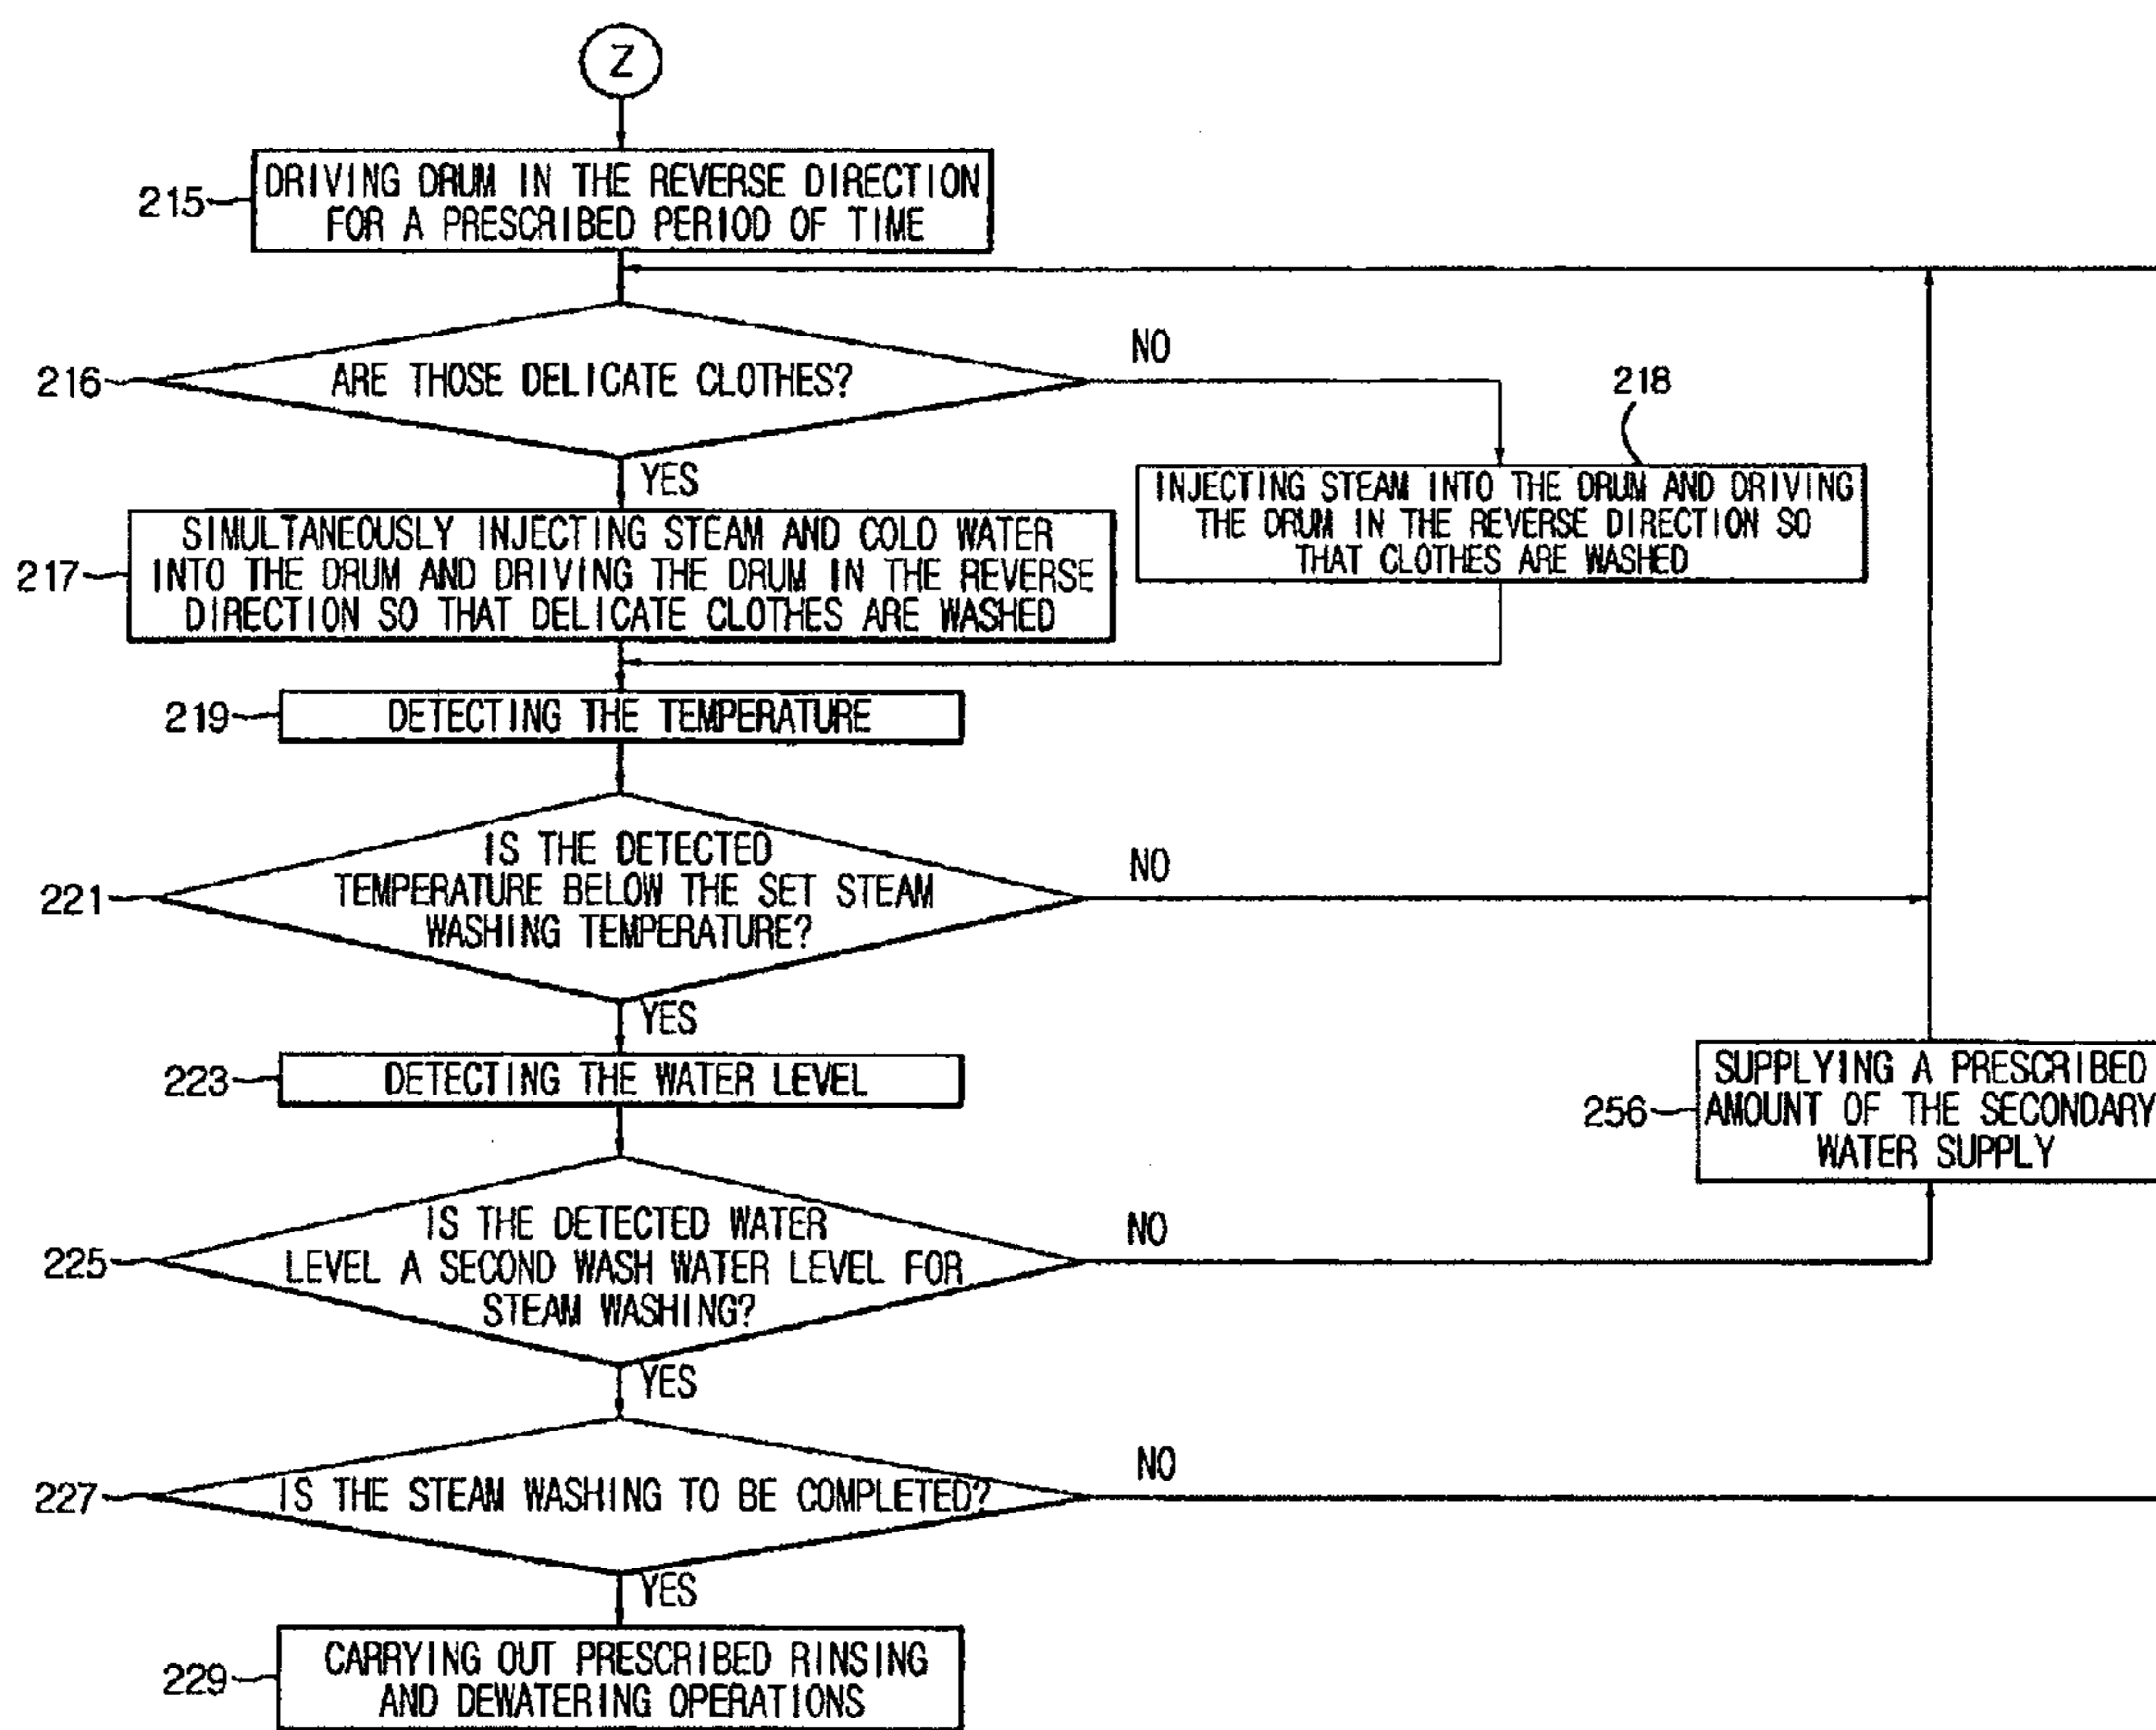 Z
215
DRIVING DRUM IN THE REVERSE DIRECTION
FOR A PRESCRIBED PERIOD OF TIME
216
ARE THOSE DELICATE CLOTHES?
NO
YES
218
INJECTING STEAM INTO THE DRUM AND DRIVING
THE DRUM IN THE REVERSE DIRECTION SO
THAT CLOTHES ARE WASHED
217
SIMULTANEOUSLY INJECTING STEAM AND COLD WATER
INTO THE DRUM AND DRIVING THE DRUM IN THE REVERSE
DIRECTION SO THAT DELICATE CLOTHES ARE WASHED
219
DETECTING THE TEMPERATURE
221
IS THE DETECTED
TEMPERATURE BELOW THE SET STEAM
WASHING TEMPERATURE?
NO
YES
223
DETECTING THE WATER LEVEL
256
SUPPLYING A PRESCRIBED
AMOUNT OF THE SECONDARY
WATER SUPPLY
225
IS THE DETECTED WATER
LEVEL A SECOND WASH WATER LEVEL FOR
STEAM WASHING?
NO
YES
227
IS THE STEAM WASHING TO BE COMPLETED?
NO
YES
229
CARRYING OUT PRESCRIBED RINSING
AND DEWATERING OPERATIONS